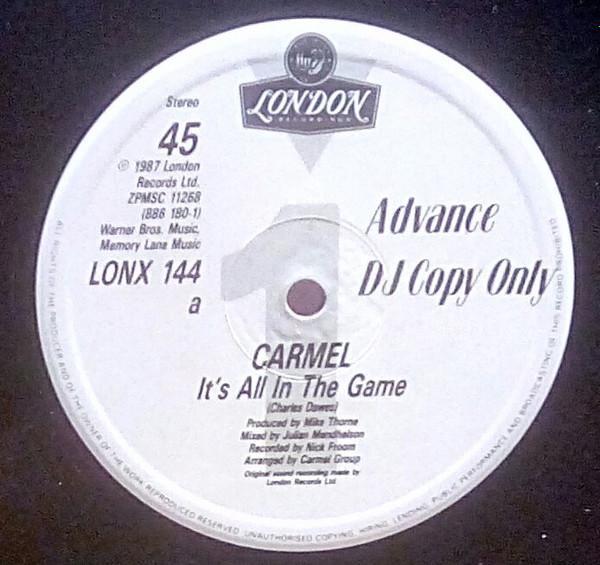 LONDON
RECORDINGS
Stereo
45
℗ 1987 London
Records Ltd.
ZPMSC 11268
(886 180-1)
Warner Bros. Music,
Memory Lane Music
LONX 144
a
Advance
DJ Copy Only
1
CARMEL
It's All In The Game
(Charles Dawes)
Produced by Mike Thorne
Mixed by Julian Mendhelson
Recorded by Nick Froom
Arranged by Carmel Group
Original sound recording made by
London Records Ltd
ALL RIGHTS OF THE PRODUCER AND OF THE OWNER OF THE WORK REPRODUCED RESERVED. UNAUTHORISED COPYING, HIRING, LENDING, PUBLIC PERFORMANCE AND BROADCASTING OF THIS RECORD PROHIBITED.